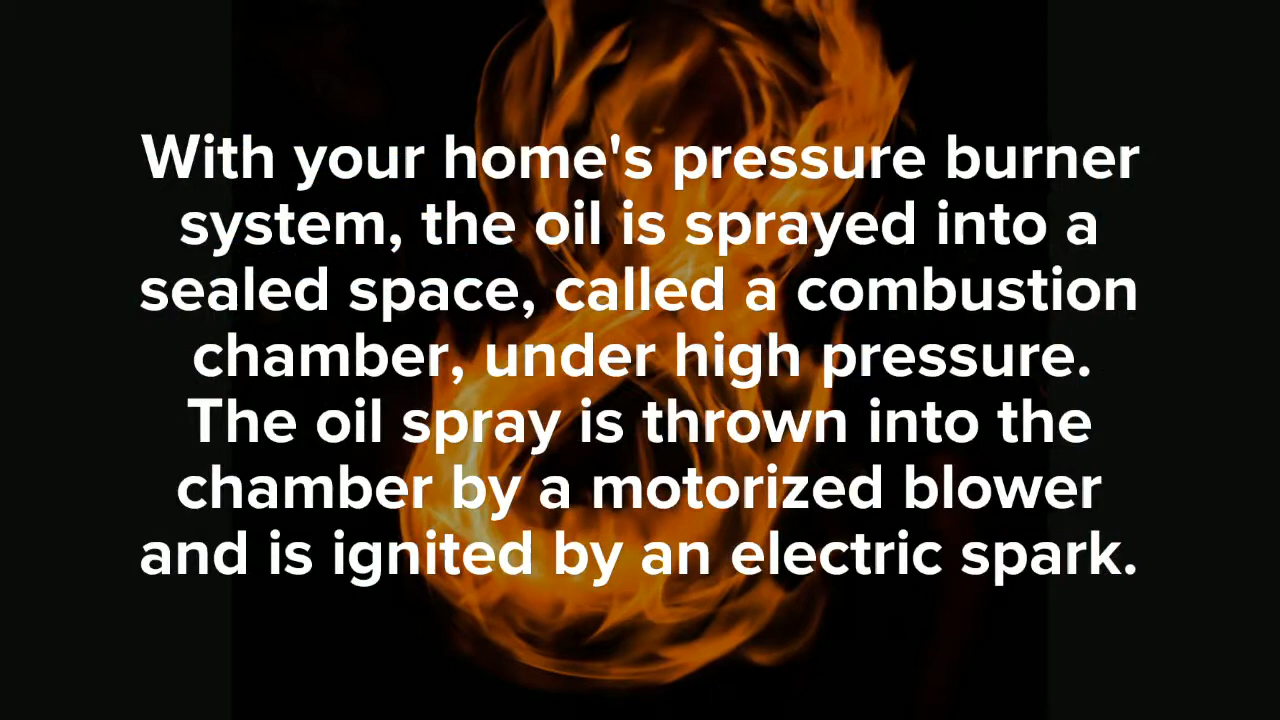 With your home's pressure burner
system, the oil is sprayed into a
sealed space, called a combustion
chamber, under high pressure.
The oil spray is thrown into the
chamber by a motorized blower
and is ignited by an electric spark.